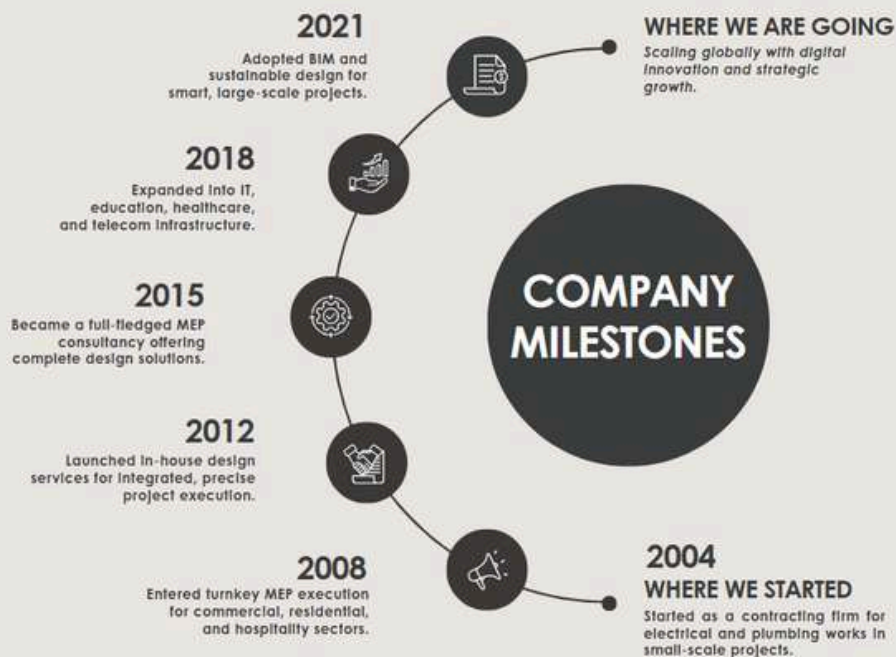 2021
Adopted BIM and
sustainable design for
smart, large-scale projects.
WHERE WE ARE GOING
Scaling globally with digital
innovation and strategic
growth.
2018
Expanded into IT,
education, healthcare,
and telecom infrastructure.
2015
Became a full-fledged MEP
consultancy offering
complete design solutions.
COMPANY
MILESTONES
2012
Launched in-house design
services for integrated, precise
project execution.
2008
Entered turnkey MEP execution
for commercial, residential,
and hospitality sectors.
2004
WHERE WE STARTED
Started as a contracting firm for
electrical and plumbing works in
small-scale projects.